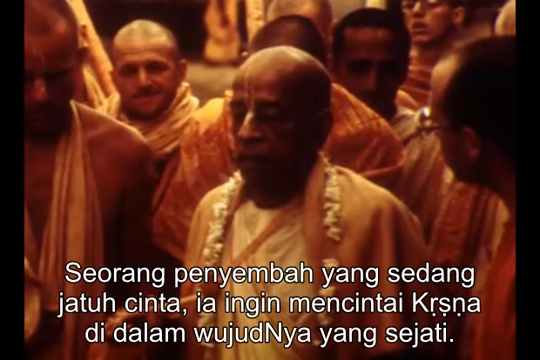 Seorang penyembah yang sedang
jatuh cinta, ia ingin mencintai Kṛṣṇa
di dalam wujudNya yang sejati.